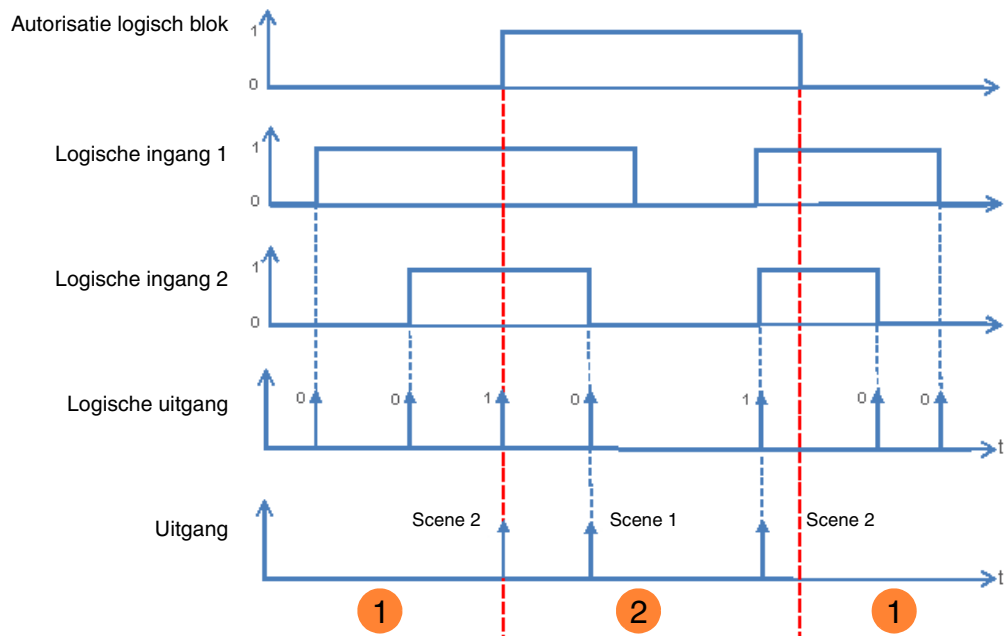 Autorisatie logisch blok
1
0
Logische ingang 1
1
0
Logische ingang 2
1
0
Logische uitgang
0 0 1 0 1 0 0
t
Uitgang
Scene 2 Scene 1 Scene 2
t
1 2 1